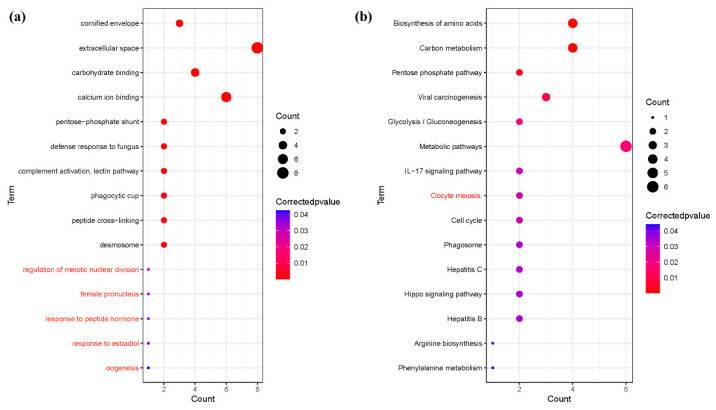 (a)
cornified envelope
extracellular space
carbohydrate binding
calcium ion binding
pentose−phosphate shunt
defense response to fungus
complement activation, lectin pathway
phagocytic cup
peptide cross−linking
desmosome
regulation of meiotic nuclear division
female pronucleus
response to peptide hormone
response to estradiol
oogenesis
Term
2 4 6 8
Count
Count
2
4
6
8
Correctedpvalue
0.04
0.03
0.02
0.01
(b)
Biosynthesis of amino acids
Carbon metabolism
Pentose phosphate pathway
Viral carcinogenesis
Glycolysis / Gluconeogenesis
Metabolic pathways
IL−17 signaling pathway
Oocyte meiosis
Cell cycle
Phagosome
Hepatitis C
Hippo signaling pathway
Hepatitis B
Arginine biosynthesis
Phenylalanine metabolism
Term
2 4 6
Count
Count
1
2
3
4
5
6
Correctedpvalue
0.04
0.03
0.02
0.01